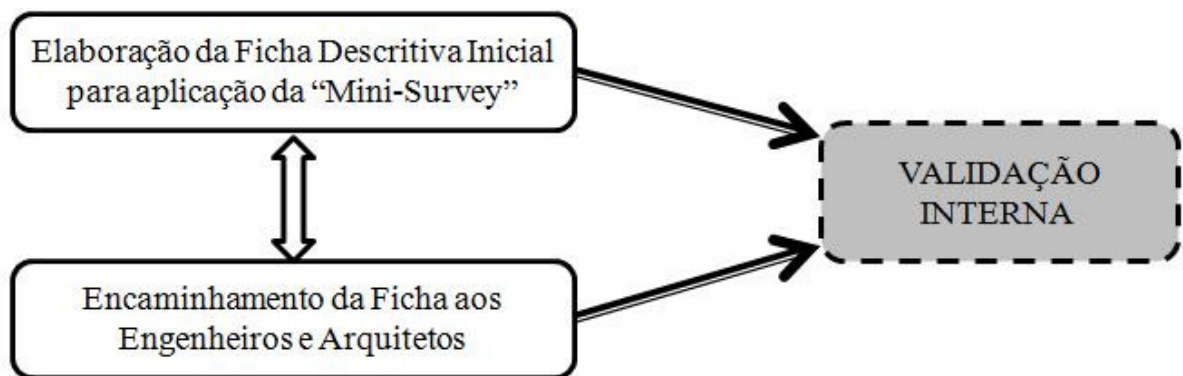 Elaboração da Ficha Descritiva Inicial
para aplicação da “Mini-Survey”
VALIDAÇÃO
INTERNA
Encaminhamento da Ficha aos
Engenheiros e Arquitetos